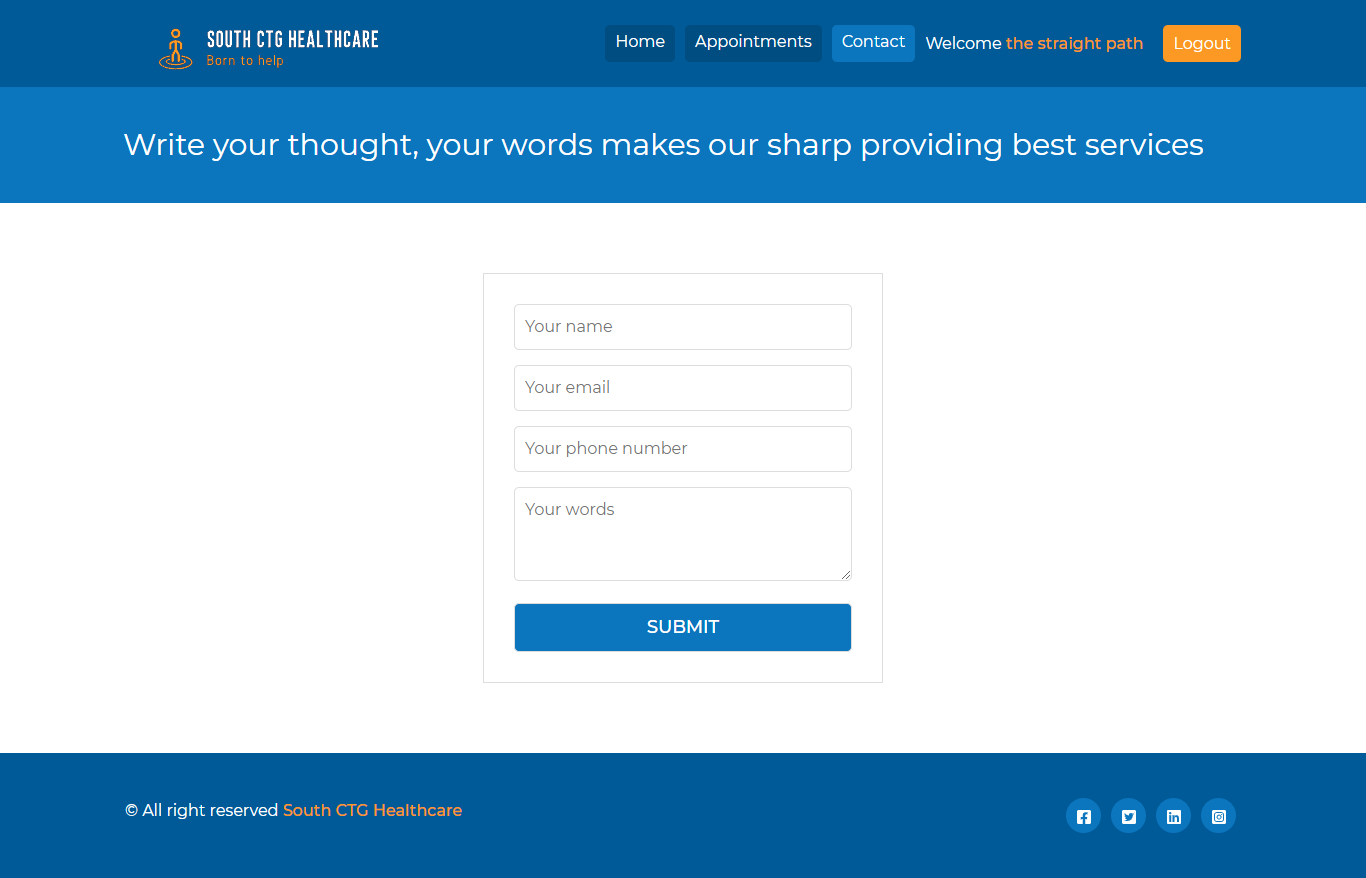 SOUTH CTG HEALTHCARE
Born to help
Home Appointments Contact Welcome the straight path Logout
Write your thought, your words makes our sharp providing best services
Your name
Your email
Your phone number
Your words
SUBMIT
© All right reserved South CTG Healthcare